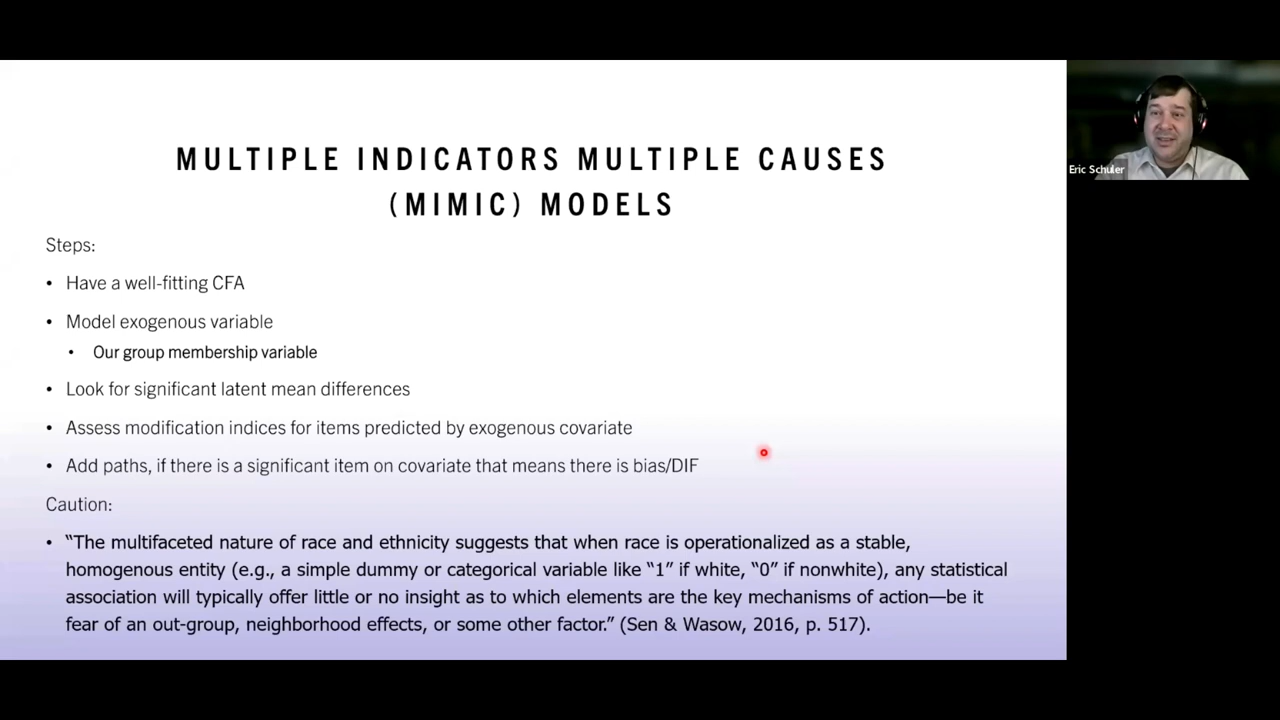 MULTIPLE INDICATORS MULTIPLE CAUSES
(MIMIC) MODELS
Steps:
• Have a well-fitting CFA
• Model exogenous variable
• Our group membership variable
• Look for significant latent mean differences
• Assess modification indices for items predicted by exogenous covariate
• Add paths, if there is a significant item on covariate that means there is bias/DIF
Caution:
• “The multifaceted nature of race and ethnicity suggests that when race is operationalized as a stable,
homogenous entity (e.g., a simple dummy or categorical variable like “1” if white, “0” if nonwhite), any statistical
association will typically offer little or no insight as to which elements are the key mechanisms of action—be it
fear of an out-group, neighborhood effects, or some other factor.” (Sen & Wasow, 2016, p. 517).
Eric Schuler